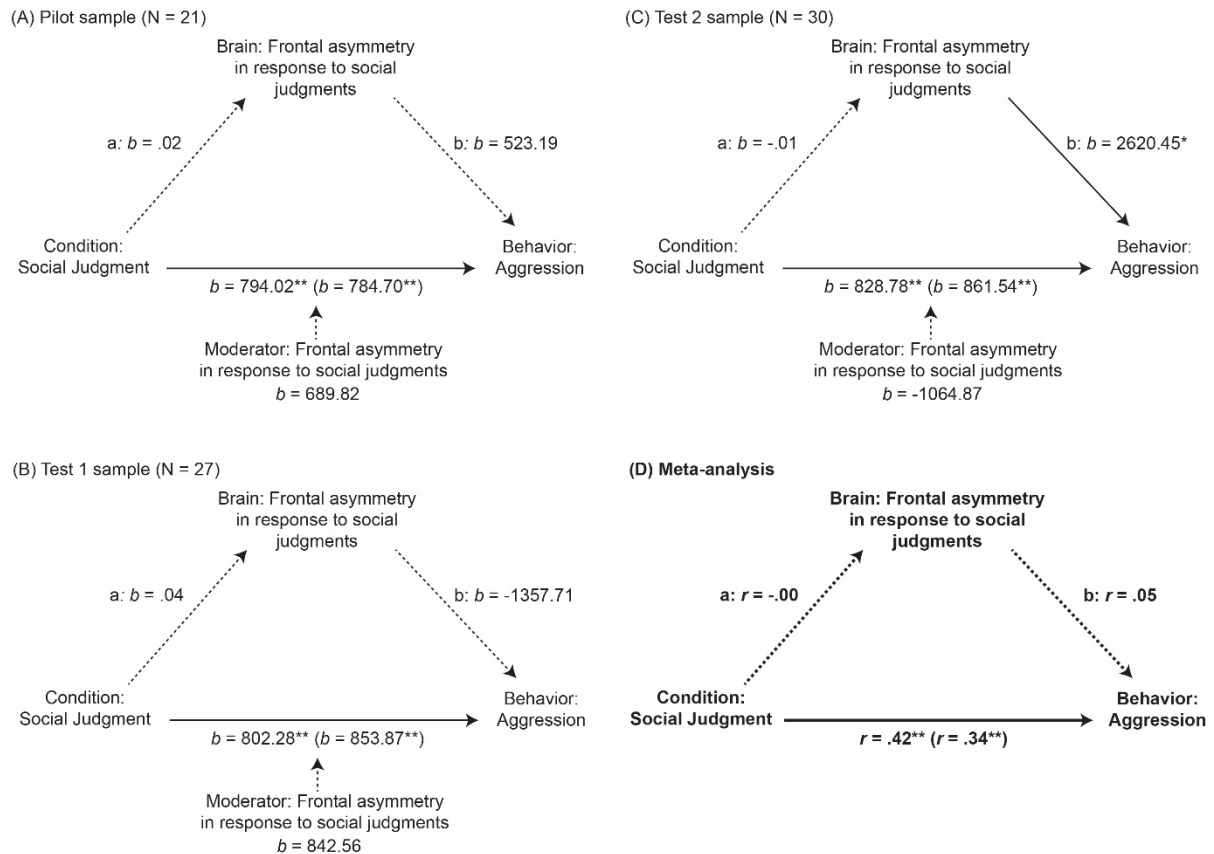 (A) Pilot sample (N = 21)
Brain: Frontal asymmetry
in response to social
judgments
a: b = .02
b: b = 523.19
Condition:
Social Judgment
Behavior:
Aggression
b = 794.02** (b = 784.70**)
Moderator: Frontal asymmetry
in response to social judgments
b = 689.82
(C) Test 2 sample (N = 30)
Brain: Frontal asymmetry
in response to social
judgments
a: b = -.01
b: b = 2620.45*
Condition:
Social Judgment
Behavior:
Aggression
b = 828.78** (b = 861.54**)
Moderator: Frontal asymmetry
in response to social judgments
b = -1064.87
(B) Test 1 sample (N = 27)
Brain: Frontal asymmetry
in response to social
judgments
a: b = .04
b: b = -1357.71
Condition:
Social Judgment
Behavior:
Aggression
b = 802.28** (b = 853.87**)
Moderator: Frontal asymmetry
in response to social judgments
b = 842.56
(D) Meta-analysis
Brain: Frontal asymmetry
in response to social
judgments
a: r = -.00
b: r = .05
Condition:
Social Judgment
Behavior:
Aggression
r = .42** (r = .34**)